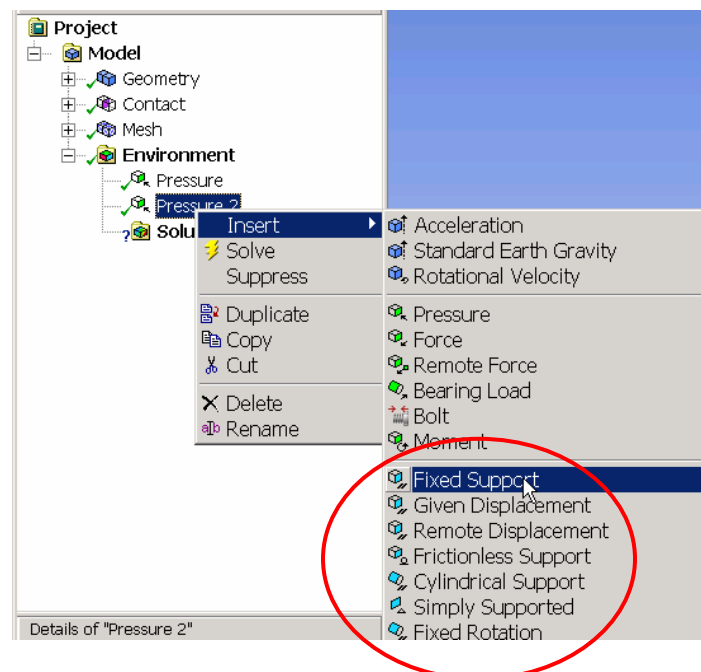 Project
Model
Geometry
Contact
Mesh
Environment
Pressure
Pressure 2
Solu
Insert
Solve
Suppress
Duplicate
Copy
Cut
Delete
Rename
Acceleration
Standard Earth Gravity
Rotational Velocity
Pressure
Force
Remote Force
Bearing Load
Bolt
Moment
Fixed Support
Given Displacement
Remote Displacement
Frictionless Support
Cylindrical Support
Simply Supported
Fixed Rotation
Details of "Pressure 2"